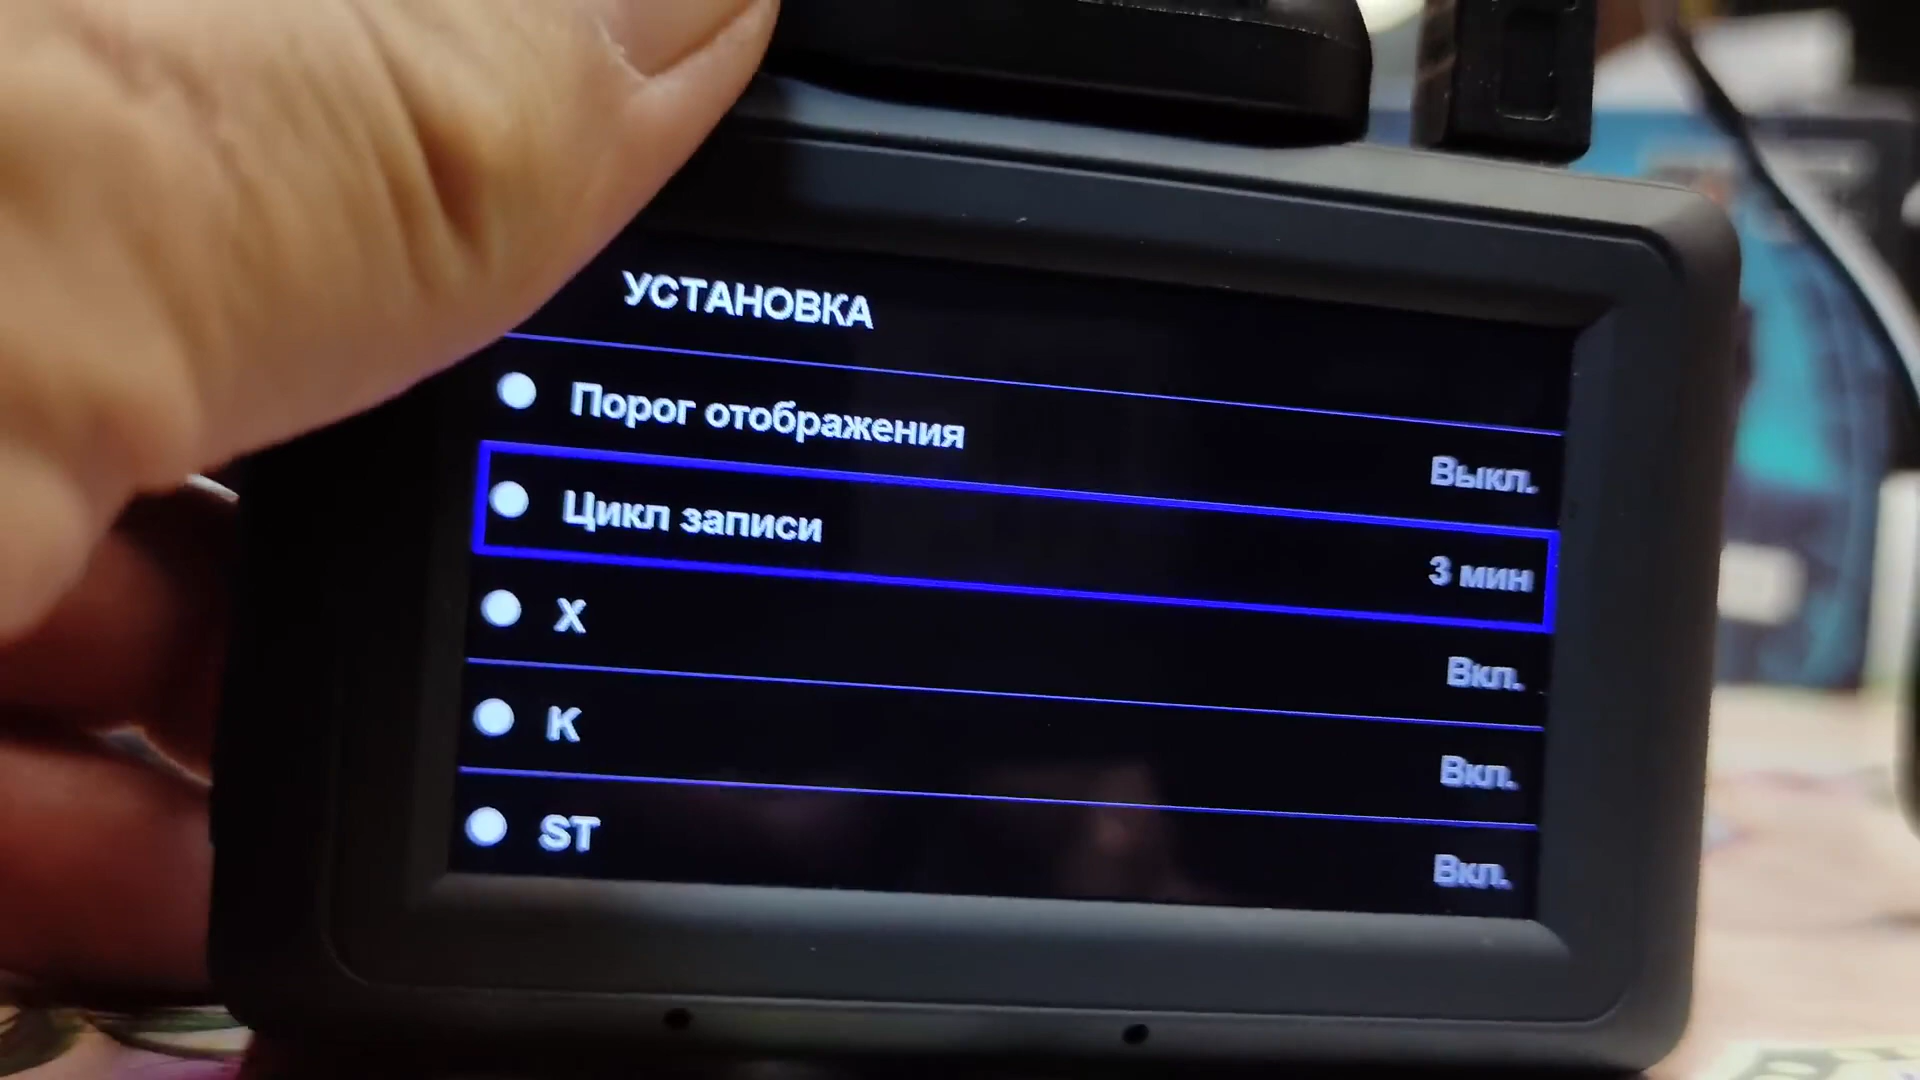 УСТАНОВКА
Порог отображения Выкл.
Цикл записи 3 мин
X Вкл.
K Вкл.
ST Вкл.